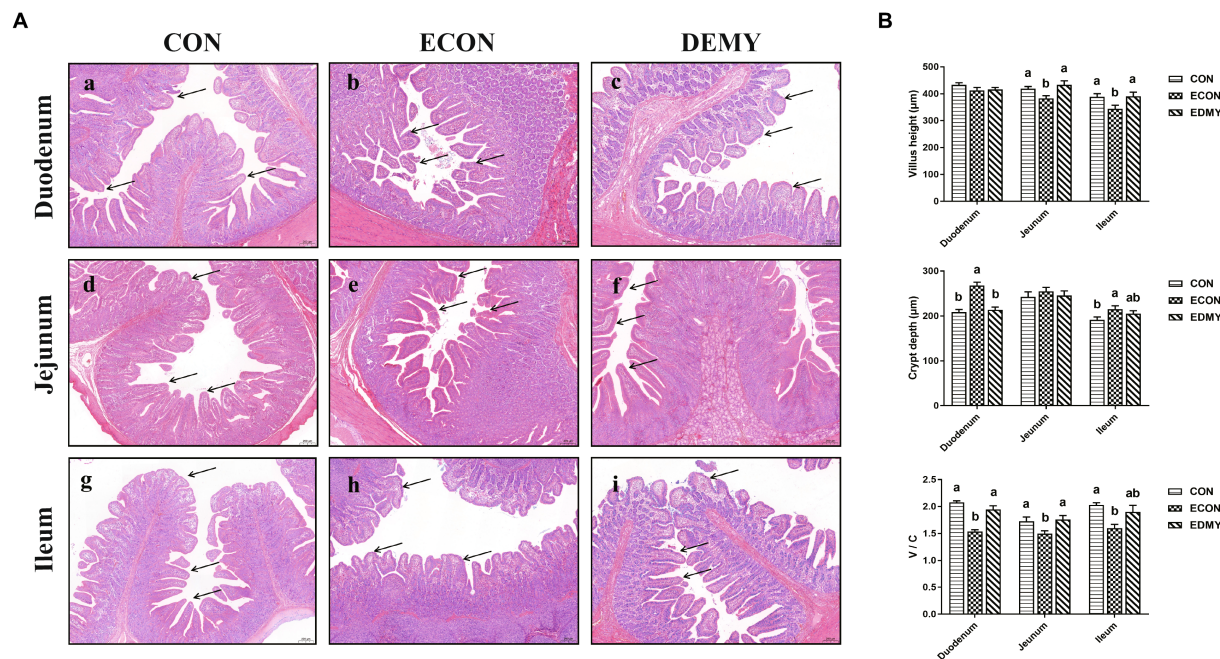 A
CON
ECON
DEMY
Duodenum
a
b
c
Jejunum
d
e
f
Ileum
g
h
i
B
Villus height (μm)
500
400
300
200
100
0
a
b
a
a
b
a
Duodenum
Jeunum
Ileum
CON
ECON
EDMY
Crypt depth (μm)
300
200
100
0
b
a
b
b
a
ab
Duodenum
Jeunum
Ileum
CON
ECON
EDMY
V / C
2.5
2.0
1.5
1.0
0.5
0.0
a
b
a
a
b
a
a
b
ab
Duodenum
Jeunum
Ileum
CON
ECON
EDMY